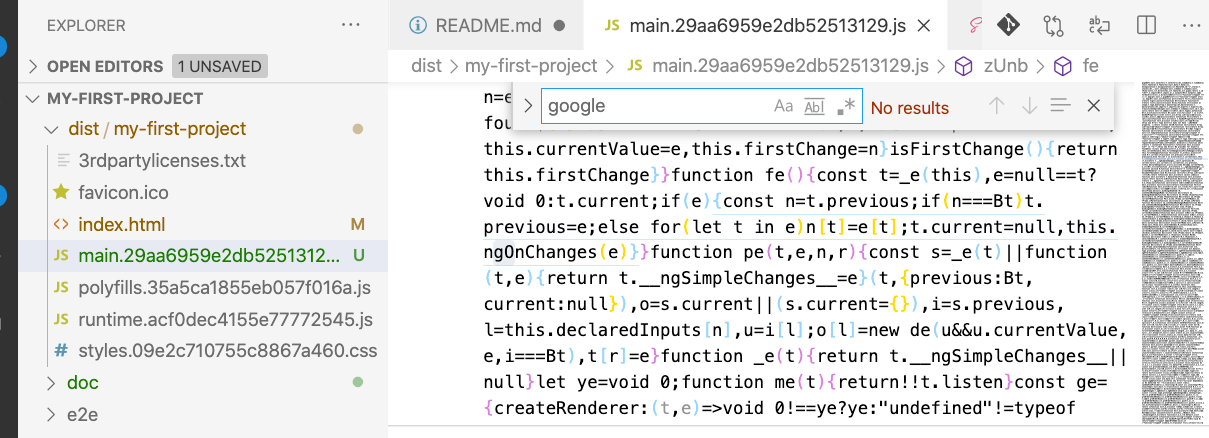 EXPLORER
···
README.md
JS main.29aa6959e2db52513129.js
OPEN EDITORS 1 UNSAVED
dist > my-first-project > JS main.29aa6959e2db52513129.js > zUnb > fe
MY-FIRST-PROJECT
dist / my-first-project
3rdpartylicenses.txt
favicon.ico
<> index.html M
JS main.29aa6959e2db5251312... U
JS polyfills.35a5ca1855eb057f016a.js
JS runtime.acf0dec4155e77772545.js
# styles.09e2c710755c8867a460.css
doc
e2e
google Aa Abl .* No results
n=e
fou
this.currentValue=e,this.firstChange=n}isFirstChange(){return
this.firstChange}}function fe(){const t=_e(this),e=null==t?
void 0:t.current;if(e){const n=t.previous;if(n===Bt)t.
previous=e;else for(let t in e)n[t]=e[t];t.current=null,this.
ngOnChanges(e)}}function pe(t,e,n,r){const s=_e(t)||function
(t,e){return t.__ngSimpleChanges__=e}(t,{previous:Bt,
current:null}),o=s.current||(s.current={}),i=s.previous,
l=this.declaredInputs[n],u=i[l];o[l]=new de(u&&u.currentValue,
e,i===Bt),t[r]=e}function _e(t){return t.__ngSimpleChanges__||
null}let ye=void 0;function me(t){return!!t.listen}const ge=
{createRenderer:(t,e)=>void 0!==ye?ye:"undefined"!=typeof